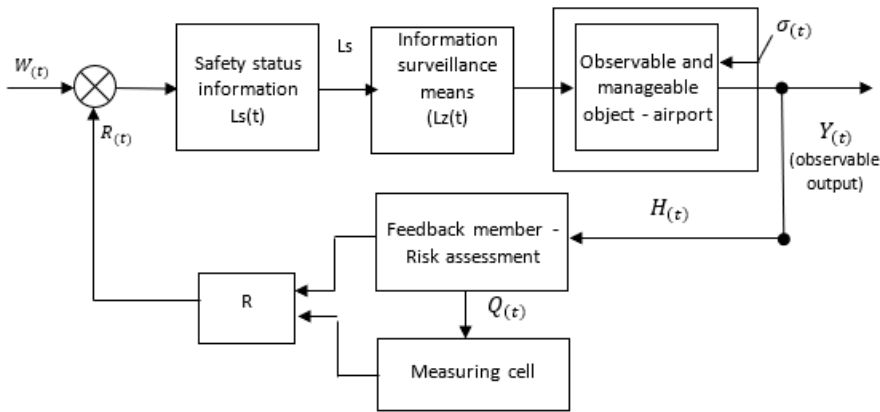 W(t)
R(t)
Safety status
information
Ls(t)
Ls
Information
surveillance
means
(Lz(t)
Observable and
manageable
object - airport
σ(t)
Y(t)
(observable
output)
H(t)
Feedback member -
Risk assessment
Q(t)
R
Measuring cell